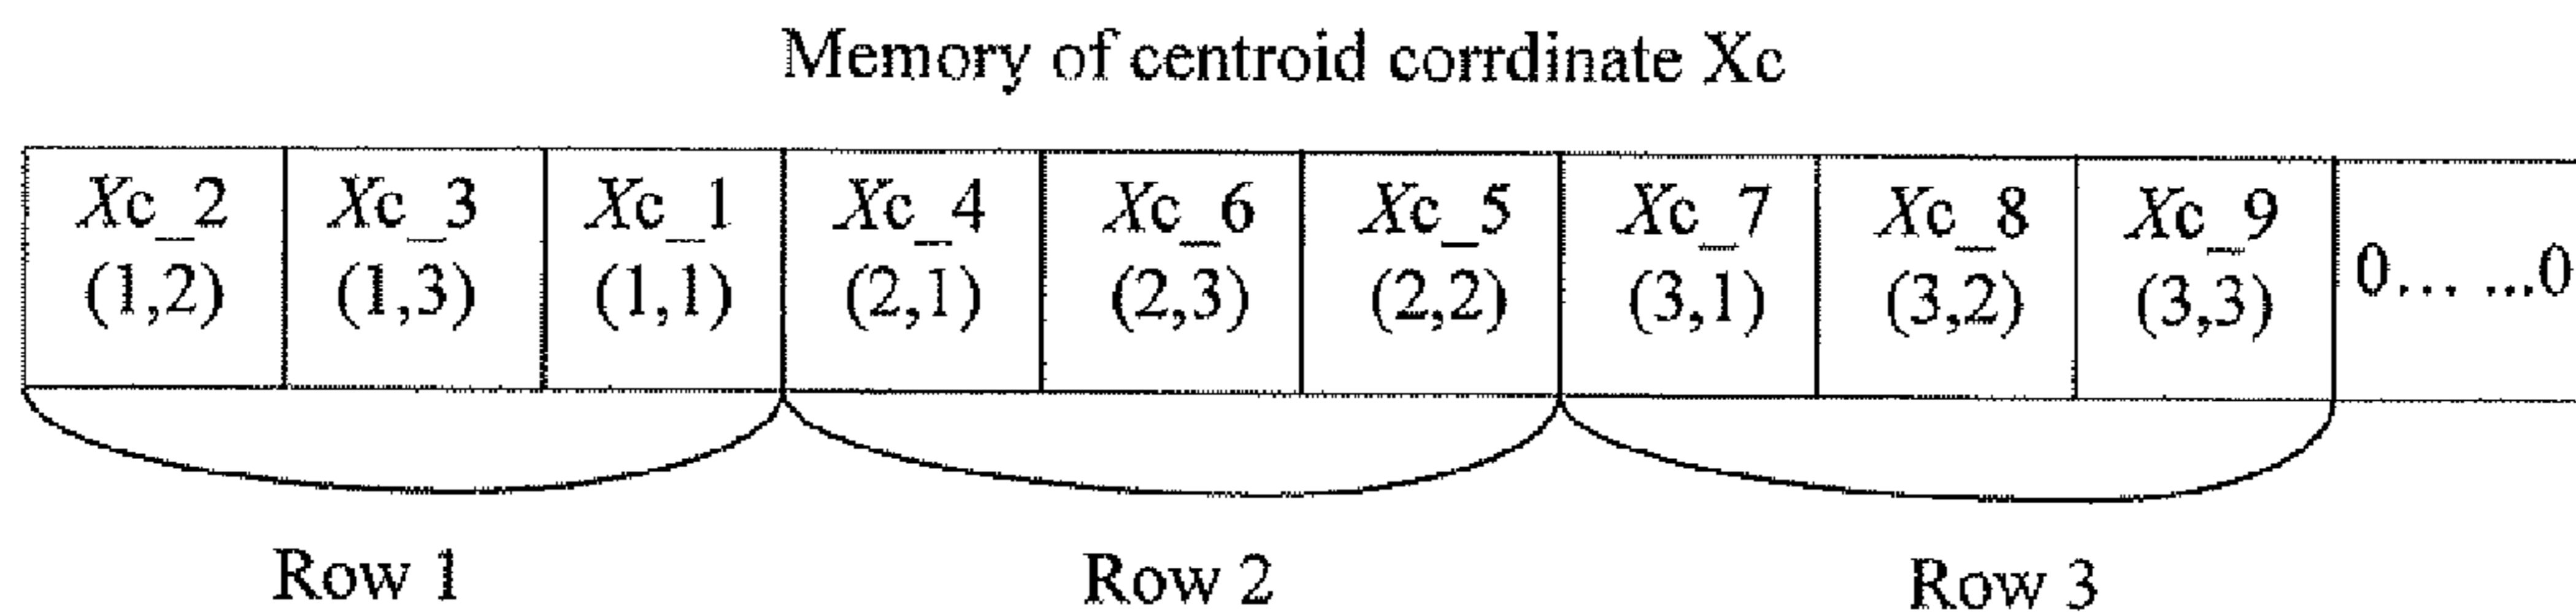 Memory of centroid corrdinate Xc
Xc_2 Xc_3 Xc_1 Xc_4 Xc_6 Xc_5 Xc_7 Xc_8 Xc_9
(1,2) (1,3) (1,1) (2,1) (2,3) (2,2) (3,1) (3,2) (3,3) 0... ...0
Row 1 Row 2 Row 3